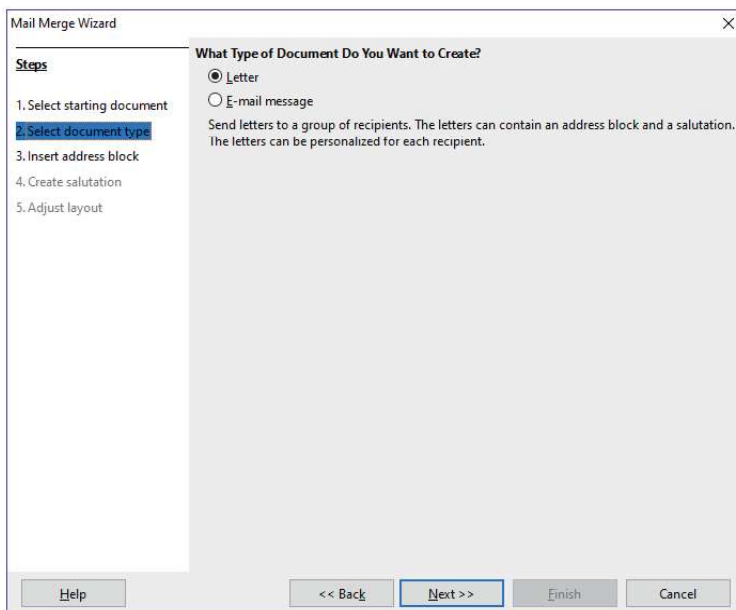 Mail Merge Wizard
Steps
1. Select starting document
2. Select document type
3. Insert address block
4. Create salutation
5. Adjust layout
What Type of Document Do You Want to Create?
Letter
E-mail message
Send letters to a group of recipients. The letters can contain an address block and a salutation.
The letters can be personalized for each recipient.
Help
<< Back
Next >>
Finish
Cancel